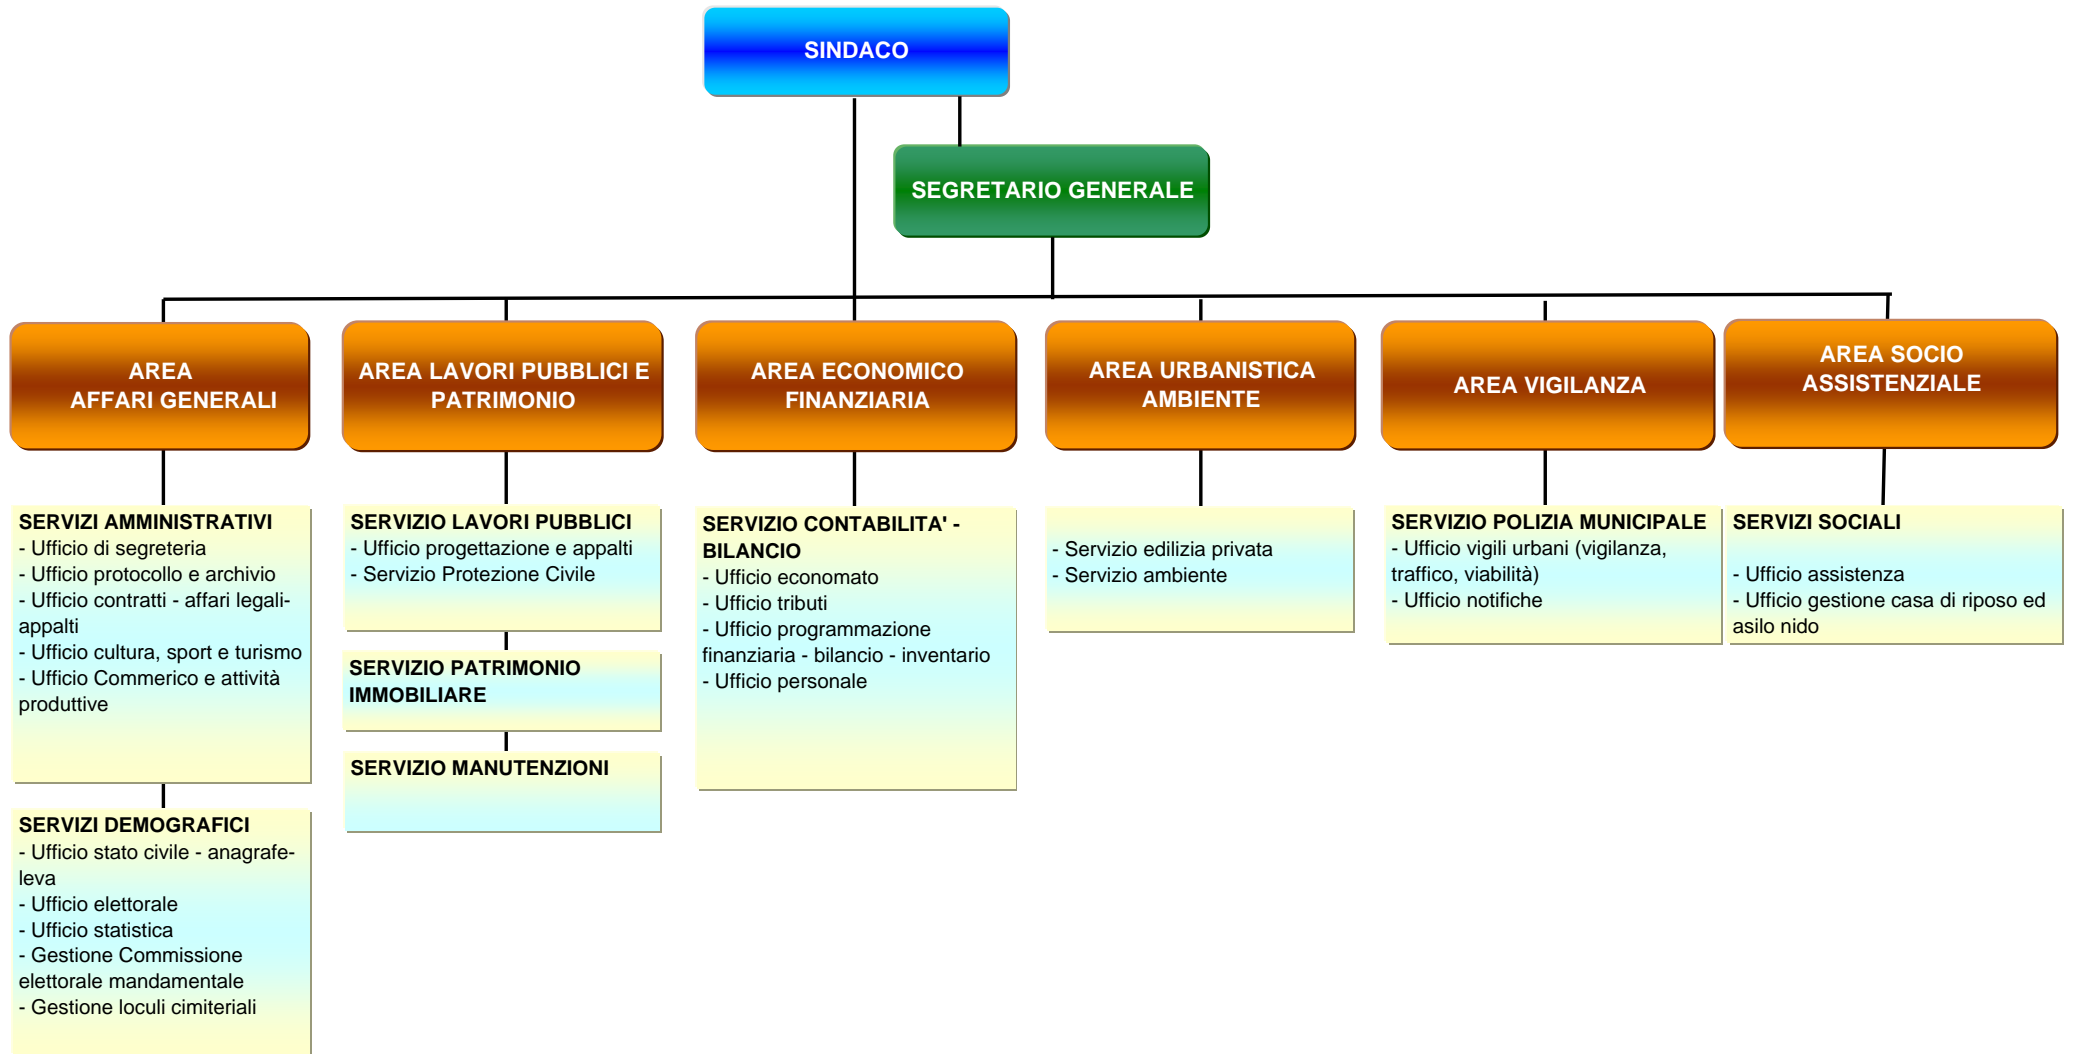 SINDACO
SEGRETARIO GENERALE
AREA
AFFARI GENERALI
AREA LAVORI PUBBLICI E
PATRIMONIO
AREA ECONOMICO
FINANZIARIA
AREA URBANISTICA
AMBIENTE
AREA VIGILANZA
AREA SOCIO
ASSISTENZIALE
SERVIZI AMMINISTRATIVI
- Ufficio di segreteria
- Ufficio protocollo e archivio
- Ufficio contratti - affari legali-
appalti
- Ufficio cultura, sport e turismo
- Ufficio Commerico e attività
produttive
SERVIZI DEMOGRAFICI
- Ufficio stato civile - anagrafe-
leva
- Ufficio elettorale
- Ufficio statistica
- Gestione Commissione
elettorale mandamentale
- Gestione loculi cimiteriali
SERVIZIO LAVORI PUBBLICI
- Ufficio progettazione e appalti
- Servizio Protezione Civile
SERVIZIO PATRIMONIO
IMMOBILIARE
SERVIZIO MANUTENZIONI
SERVIZIO CONTABILITA' -
BILANCIO
- Ufficio economato
- Ufficio tributi
- Ufficio programmazione
finanziaria - bilancio - inventario
- Ufficio personale
- Servizio edilizia privata
- Servizio ambiente
SERVIZIO POLIZIA MUNICIPALE
- Ufficio vigili urbani (vigilanza,
traffico, viabilità)
- Ufficio notifiche
SERVIZI SOCIALI
- Ufficio assistenza
- Ufficio gestione casa di riposo ed
asilo nido